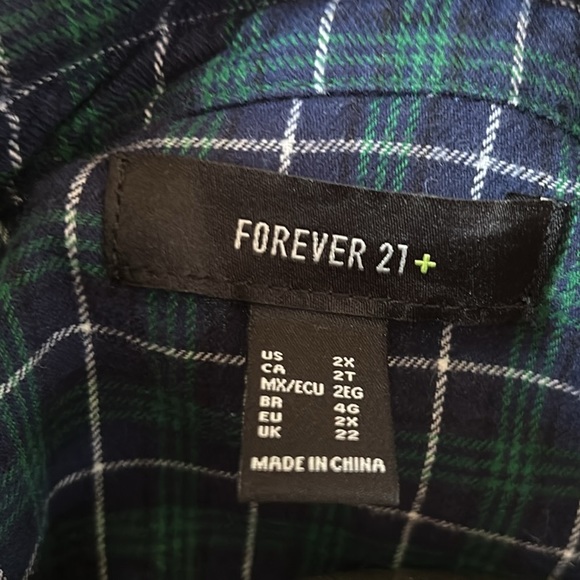 FOREVER 21+
US 2X
CA 2T
MX/ECU 2EG
BR 4G
EU 2X
UK 22
MADE IN CHINA